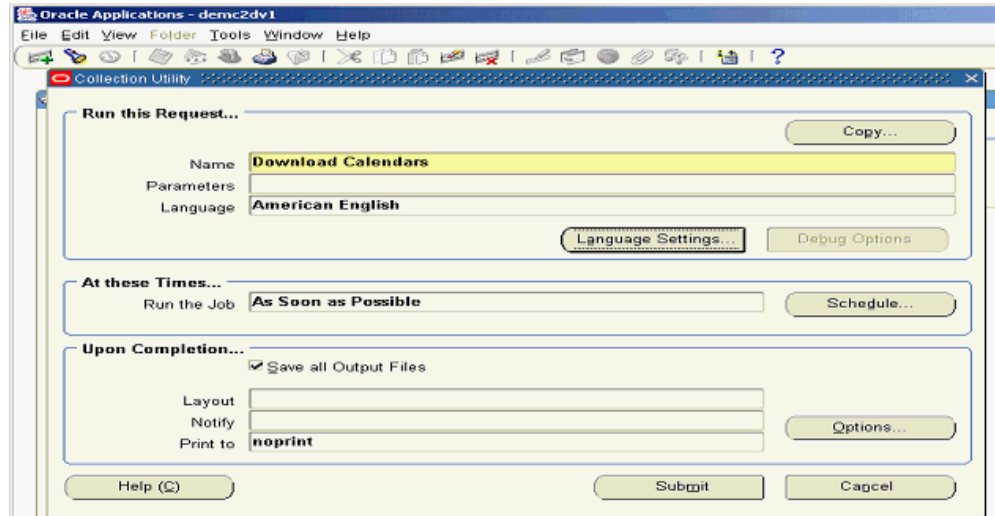 Oracle Applications - demc2dv1
File Edit View Folder Tools Window Help
Collection Utility
Run this Request...
Copy...
Name Download Calendars
Parameters
Language American English
Language Settings... Debug Options
At these Times...
Run the Job As Soon as Possible Schedule...
Upon Completion...
Save all Output Files
Layout
Notify
Options...
Print to noprint
Help (C) Submit Cancel